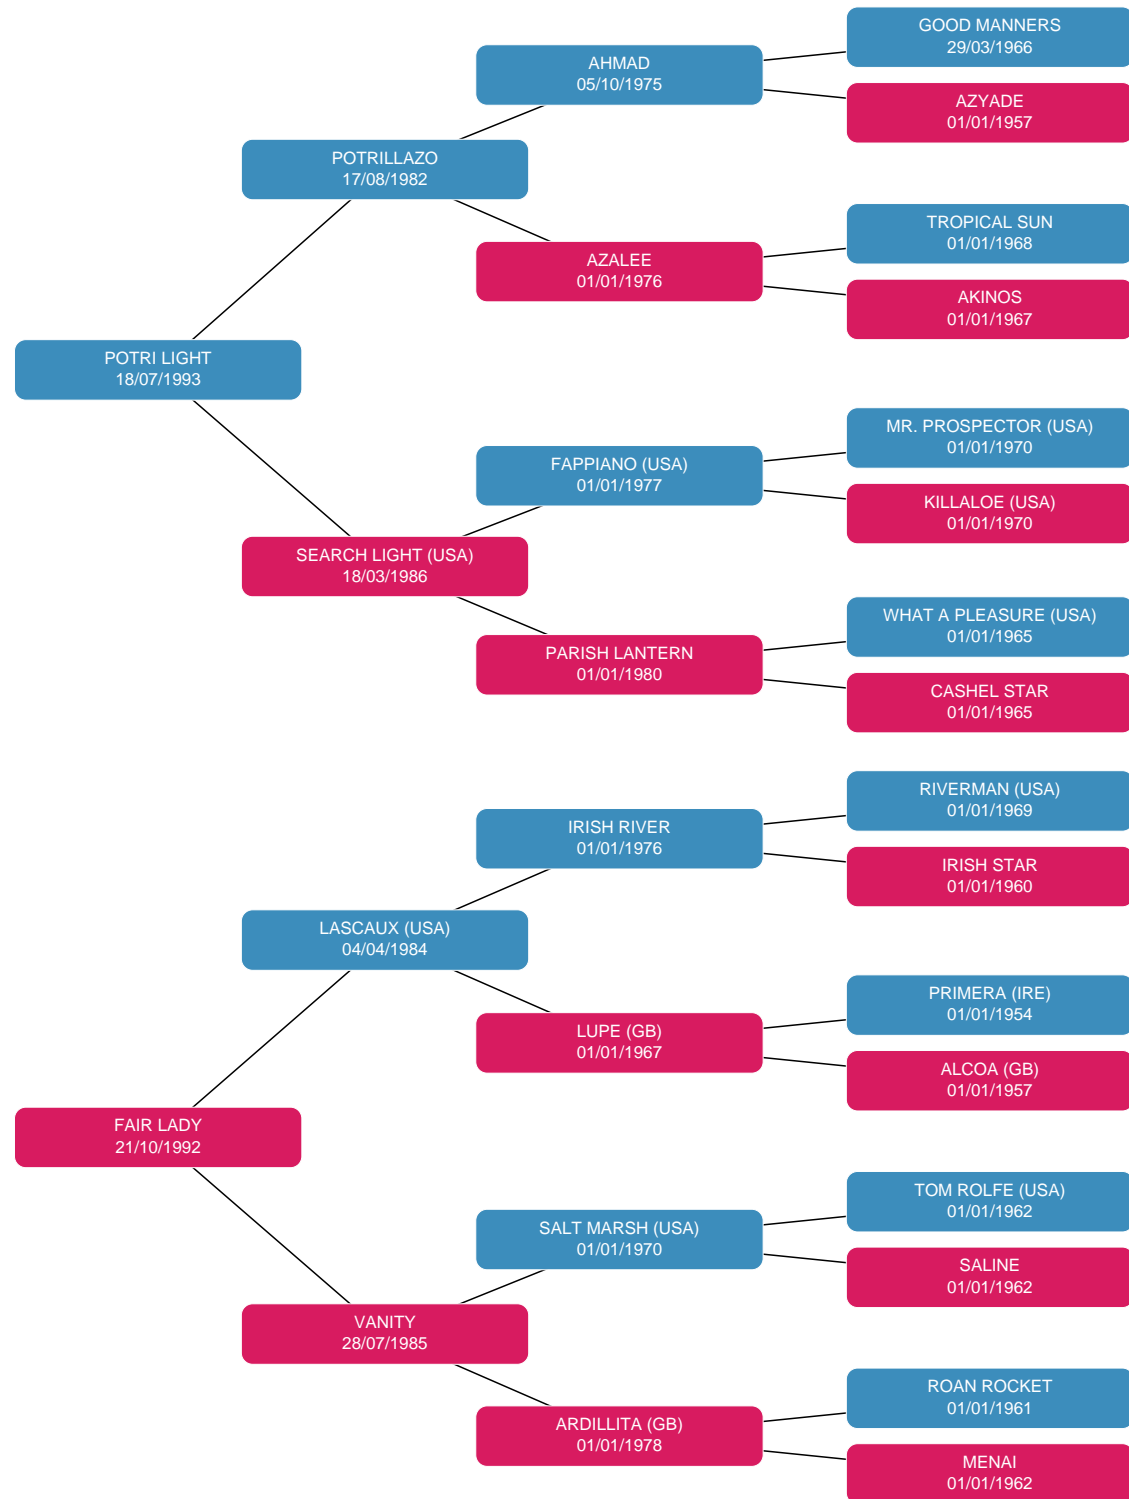 GOOD MANNERS
29/03/1966
AHMAD
05/10/1975
AZYADE
01/01/1957
POTRILLAZO
17/08/1982
TROPICAL SUN
01/01/1968
AZALEE
01/01/1976
AKINOS
01/01/1967
POTRI LIGHT
18/07/1993
MR. PROSPECTOR (USA)
01/01/1970
FAPPIANO (USA)
01/01/1977
KILLALOE (USA)
01/01/1970
SEARCH LIGHT (USA)
18/03/1986
WHAT A PLEASURE (USA)
01/01/1965
PARISH LANTERN
01/01/1980
CASHEL STAR
01/01/1965
RIVERMAN (USA)
01/01/1969
IRISH RIVER
01/01/1976
IRISH STAR
01/01/1960
LASCAUX (USA)
04/04/1984
PRIMERA (IRE)
01/01/1954
LUPE (GB)
01/01/1967
ALCOA (GB)
01/01/1957
FAIR LADY
21/10/1992
TOM ROLFE (USA)
01/01/1962
SALT MARSH (USA)
01/01/1970
SALINE
01/01/1962
VANITY
28/07/1985
ROAN ROCKET
01/01/1961
ARDILLITA (GB)
01/01/1978
MENAI
01/01/1962